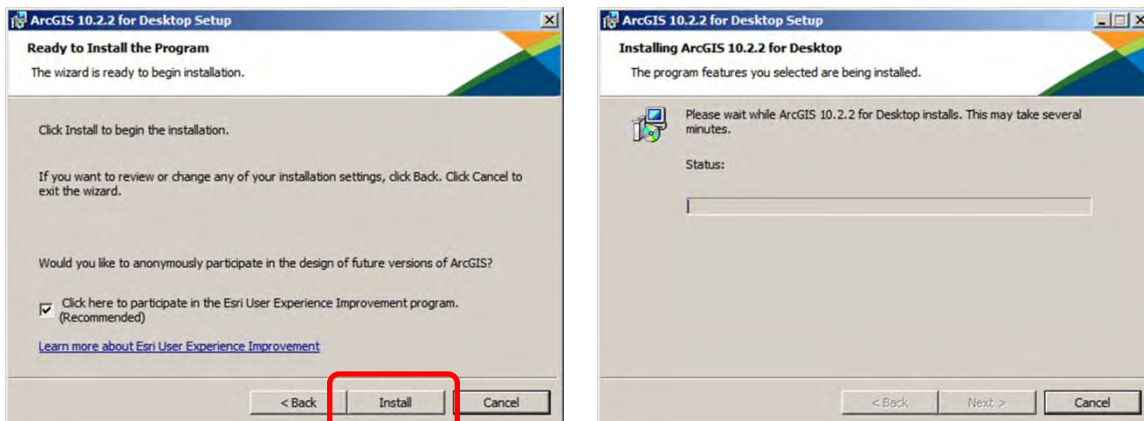 ArcGIS 10.2.2 for Desktop Setup
Ready to Install the Program
The wizard is ready to begin installation.
Click Install to begin the installation.
If you want to review or change any of your installation settings, click Back. Click Cancel to
exit the wizard.
Would you like to anonymously participate in the design of future versions of ArcGIS?
Click here to participate in the Esri User Experience Improvement program.
(Recommended)
Learn more about Esri User Experience Improvement
< Back
Install
Cancel
ArcGIS 10.2.2 for Desktop Setup
Installing ArcGIS 10.2.2 for Desktop
The program features you selected are being installed.
Please wait while ArcGIS 10.2.2 for Desktop installs. This may take several
minutes.
Status:
< Back
Next >
Cancel